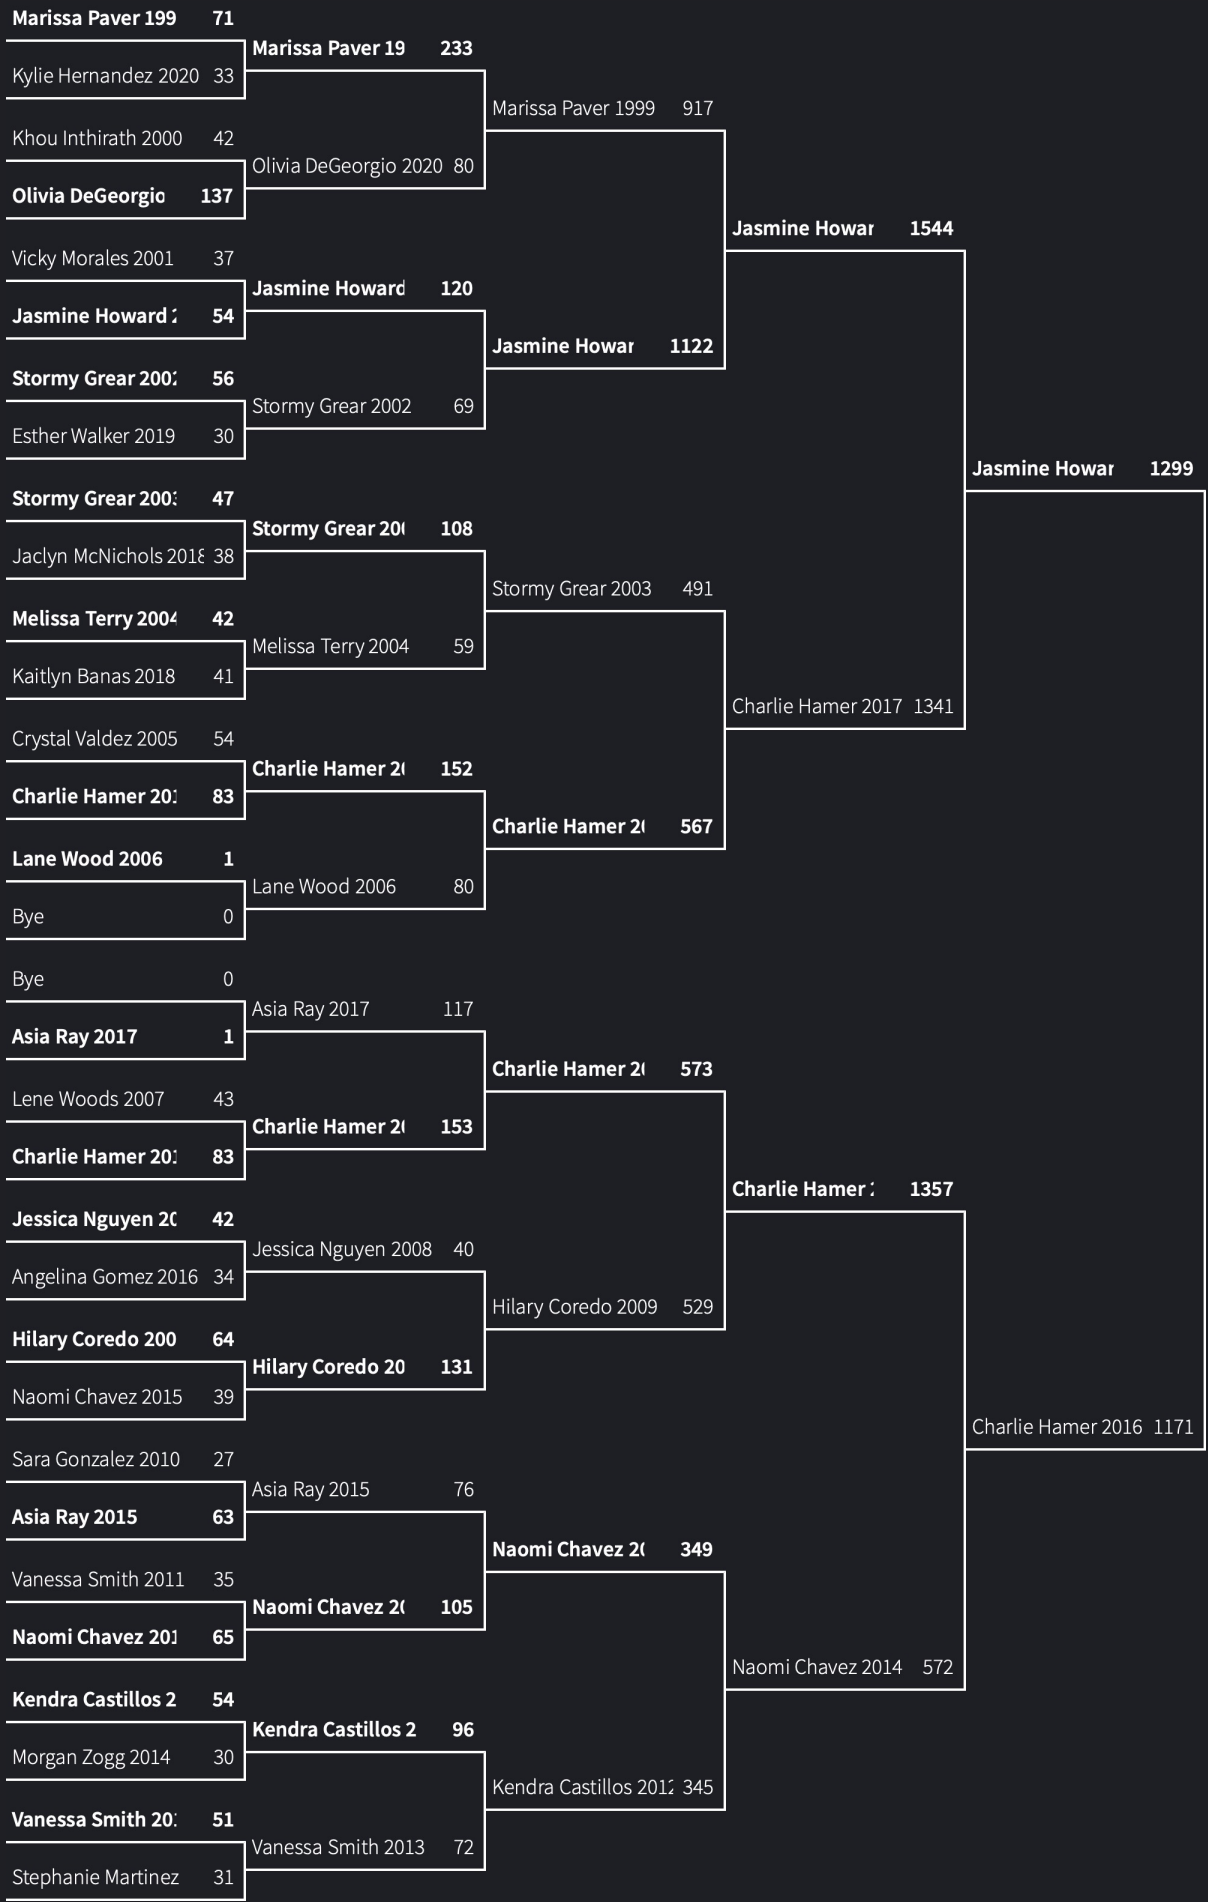 Marissa Paver 199 71
Kylie Hernandez 2020 33
Khou Inthirath 2000 42
Olivia DeGeorgio 137
Vicky Morales 2001 37
Jasmine Howard 2 54
Stormy Grear 2002 56
Esther Walker 2019 30
Stormy Grear 2003 47
Jaclyn McNichols 2018 38
Melissa Terry 2004 42
Kaitlyn Banas 2018 41
Crystal Valdez 2005 54
Charlie Hamer 201 83
Lane Wood 2006 1
Bye 0
Bye 0
Asia Ray 2017 1
Lene Woods 2007 43
Charlie Hamer 201 83
Jessica Nguyen 20 42
Angelina Gomez 2016 34
Hilary Coredo 200 64
Naomi Chavez 2015 39
Sara Gonzalez 2010 27
Asia Ray 2015 63
Vanessa Smith 2011 35
Naomi Chavez 201 65
Kendra Castillos 2 54
Morgan Zogg 2014 30
Vanessa Smith 201 51
Stephanie Martinez 31
Marissa Paver 19 233
Olivia DeGeorgio 2020 80
Jasmine Howard 120
Stormy Grear 2002 69
Stormy Grear 200 108
Melissa Terry 2004 59
Charlie Hamer 20 152
Lane Wood 2006 80
Asia Ray 2017 117
Charlie Hamer 20 153
Jessica Nguyen 2008 40
Hilary Coredo 20 131
Asia Ray 2015 76
Naomi Chavez 20 105
Kendra Castillos 2 96
Vanessa Smith 2013 72
Marissa Paver 1999 917
Jasmine Howar 1122
Stormy Grear 2003 491
Charlie Hamer 20 567
Charlie Hamer 20 573
Hilary Coredo 2009 529
Naomi Chavez 20 349
Kendra Castillos 2012 345
Jasmine Howar 1544
Charlie Hamer 2017 1341
Charlie Hamer 2 1357
Naomi Chavez 2014 572
Jasmine Howar 1299
Charlie Hamer 2016 1171